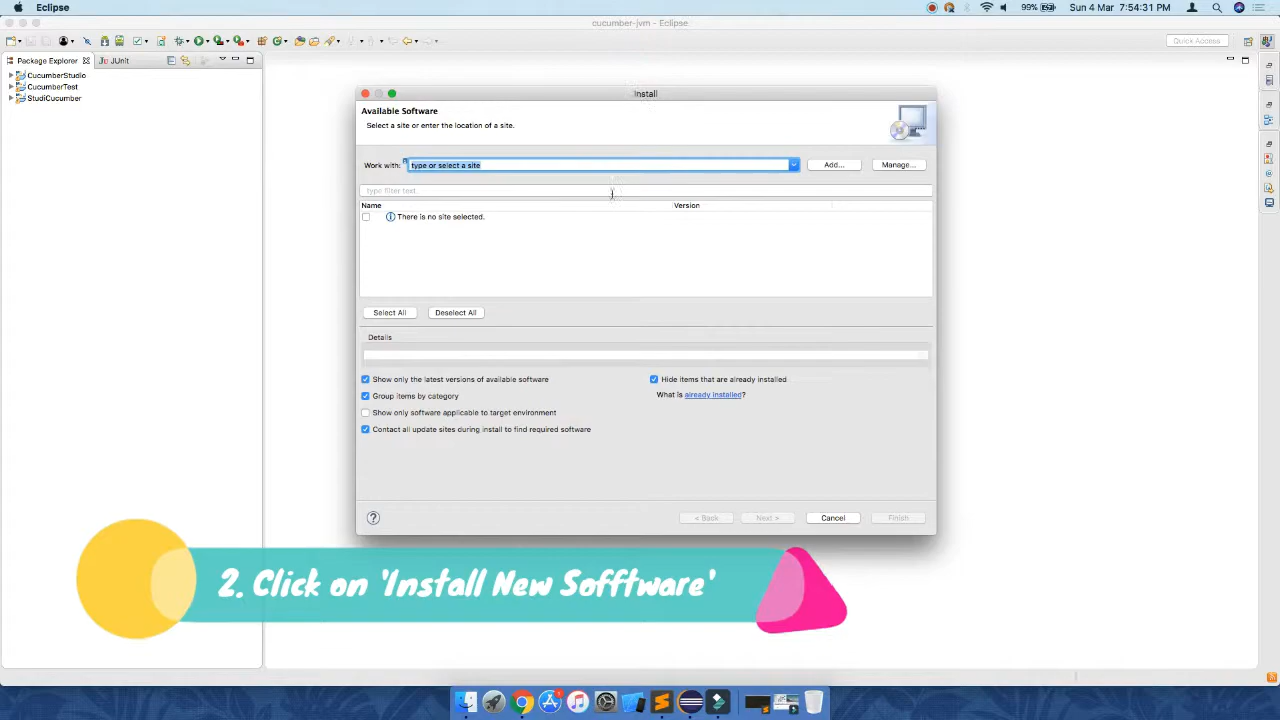 Eclipse
99%
Sun 4 Mar 7:54:31 PM
cucumber-jvm - Eclipse
Quick Access
Package Explorer
JUnit
CucumberStudio
CucumberTest
StudiCucumber
Install
Available Software
Select a site or enter the location of a site.
Work with:
type or select a site
Add...
Manage...
type filter text
Name
Version
There is no site selected.
Select All
Deselect All
Details
Show only the latest versions of available software
Hide items that are already installed
Group items by category
What is already installed?
Show only software applicable to target environment
Contact all update sites during install to find required software
< Back
Next >
Cancel
Finish
2. Click on 'Install New Sofftware'